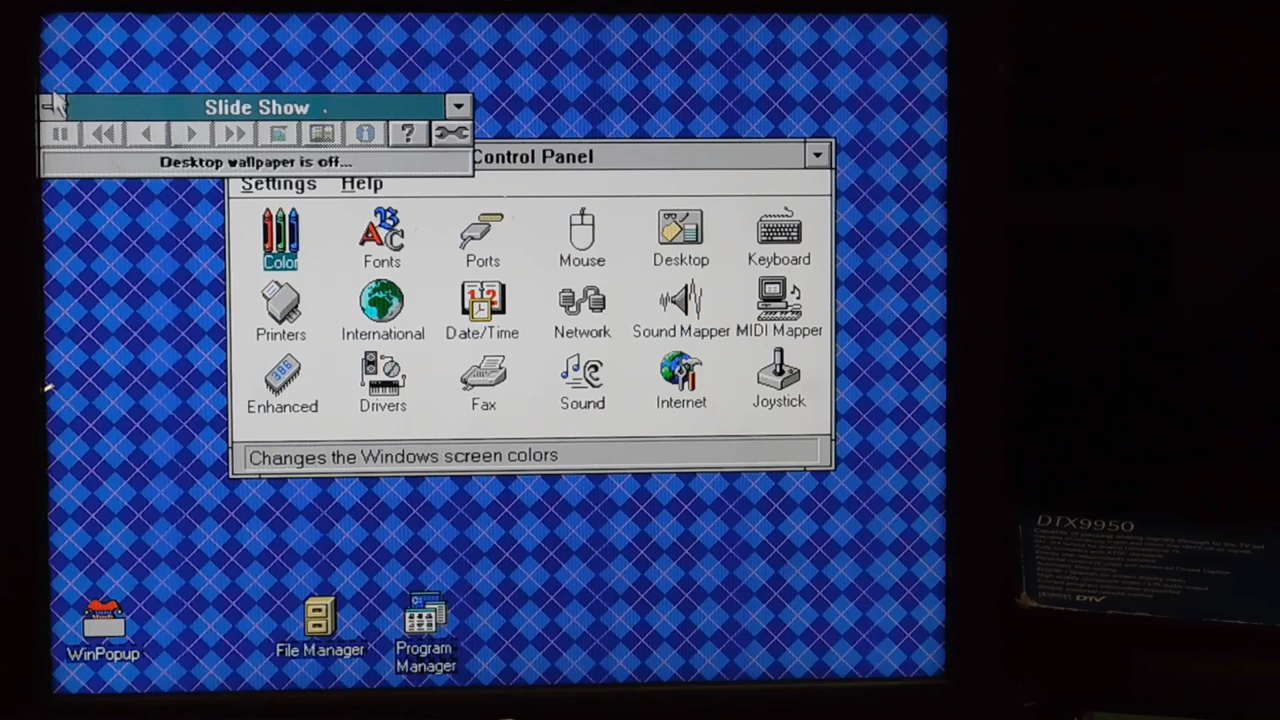 Slide Show
Desktop wallpaper is off...
Control Panel
Settings Help
Color Fonts Ports Mouse Desktop Keyboard
Printers International Date/Time Network Sound Mapper MIDI Mapper
386
Enhanced Drivers Fax Sound Internet Joystick
Changes the Windows screen colors
WinPopup File Manager Program
Manager
DTX9950
DTV